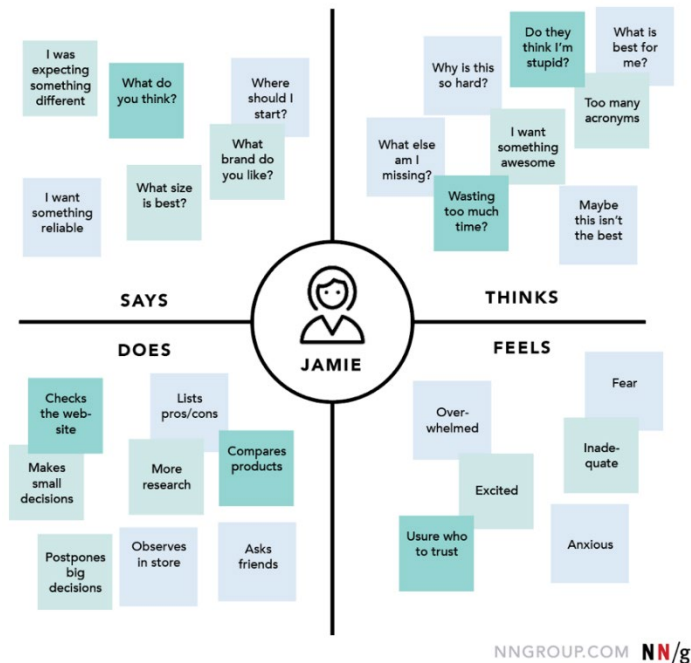 I was
expecting
something
different
What do
you think?
Where
should I
start?
What
brand do
you like?
What size
is best?
I want
something
reliable
SAYS
Do they
think I'm
stupid?
What is
best for
me?
Why is this
so hard?
Too many
acronyms
I want
something
awesome
What else
am I
missing?
Wasting
too much
time?
Maybe
this isn't
the best
THINKS
JAMIE
DOES
Checks
the web-
site
Lists
pros/cons
Makes
small
decisions
More
research
Compares
products
Postpones
big
decisions
Observes
in store
Asks
friends
FEELS
Fear
Over-
whelmed
Inade-
quate
Excited
Usure who
to trust
Anxious
NNGROUP.COM NN/g